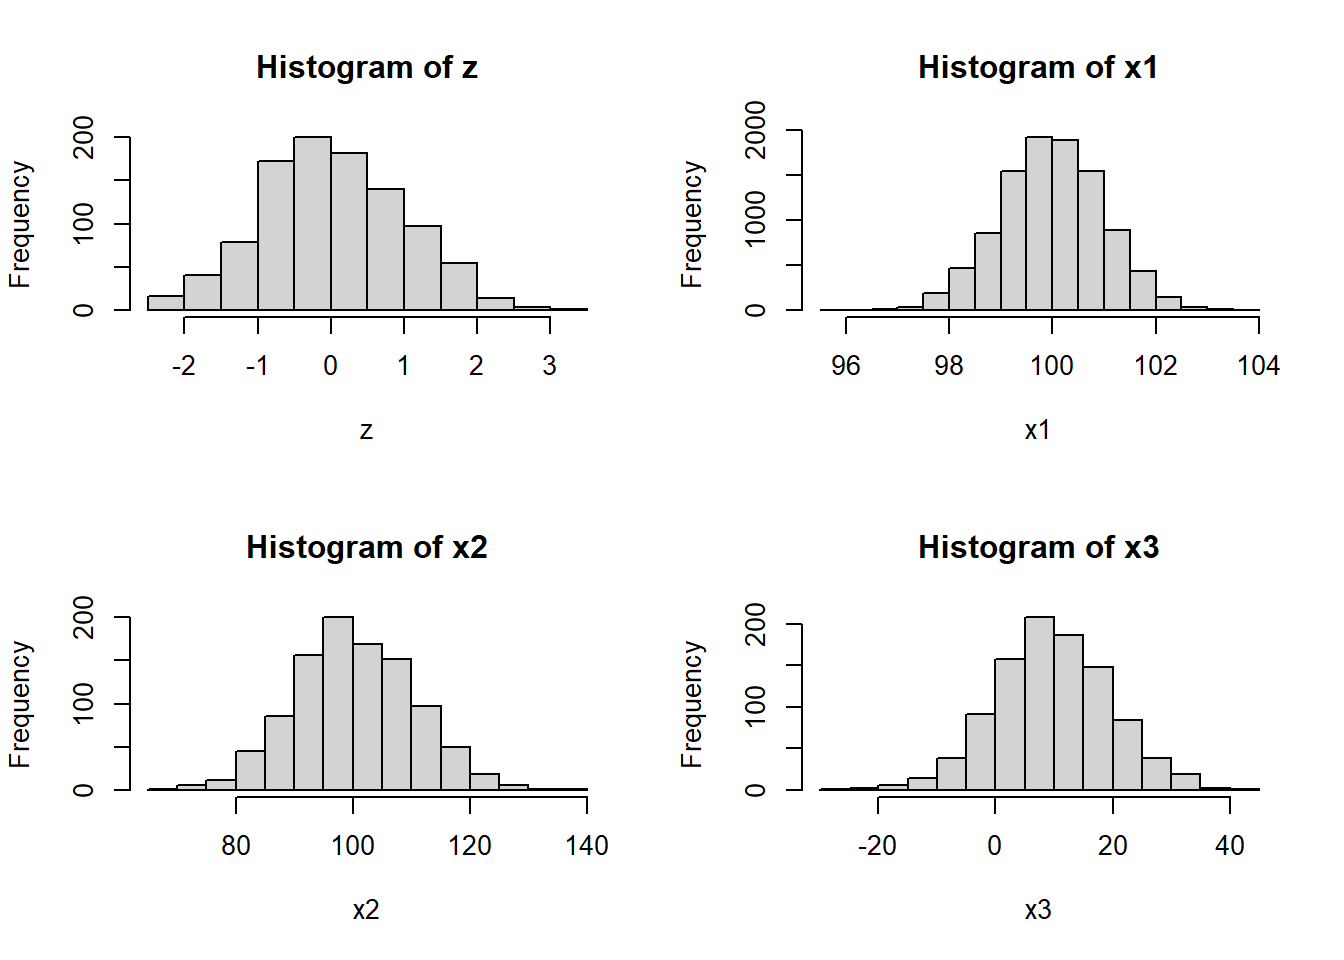 Histogram of z
Frequency
0 100 200
-2 -1 0 1 2 3
z
Histogram of x1
Frequency
0 1000 2000
96 98 100 102 104
x1
Histogram of x2
Frequency
0 100 200
80 100 120 140
x2
Histogram of x3
Frequency
0 100 200
-20 0 20 40
x3